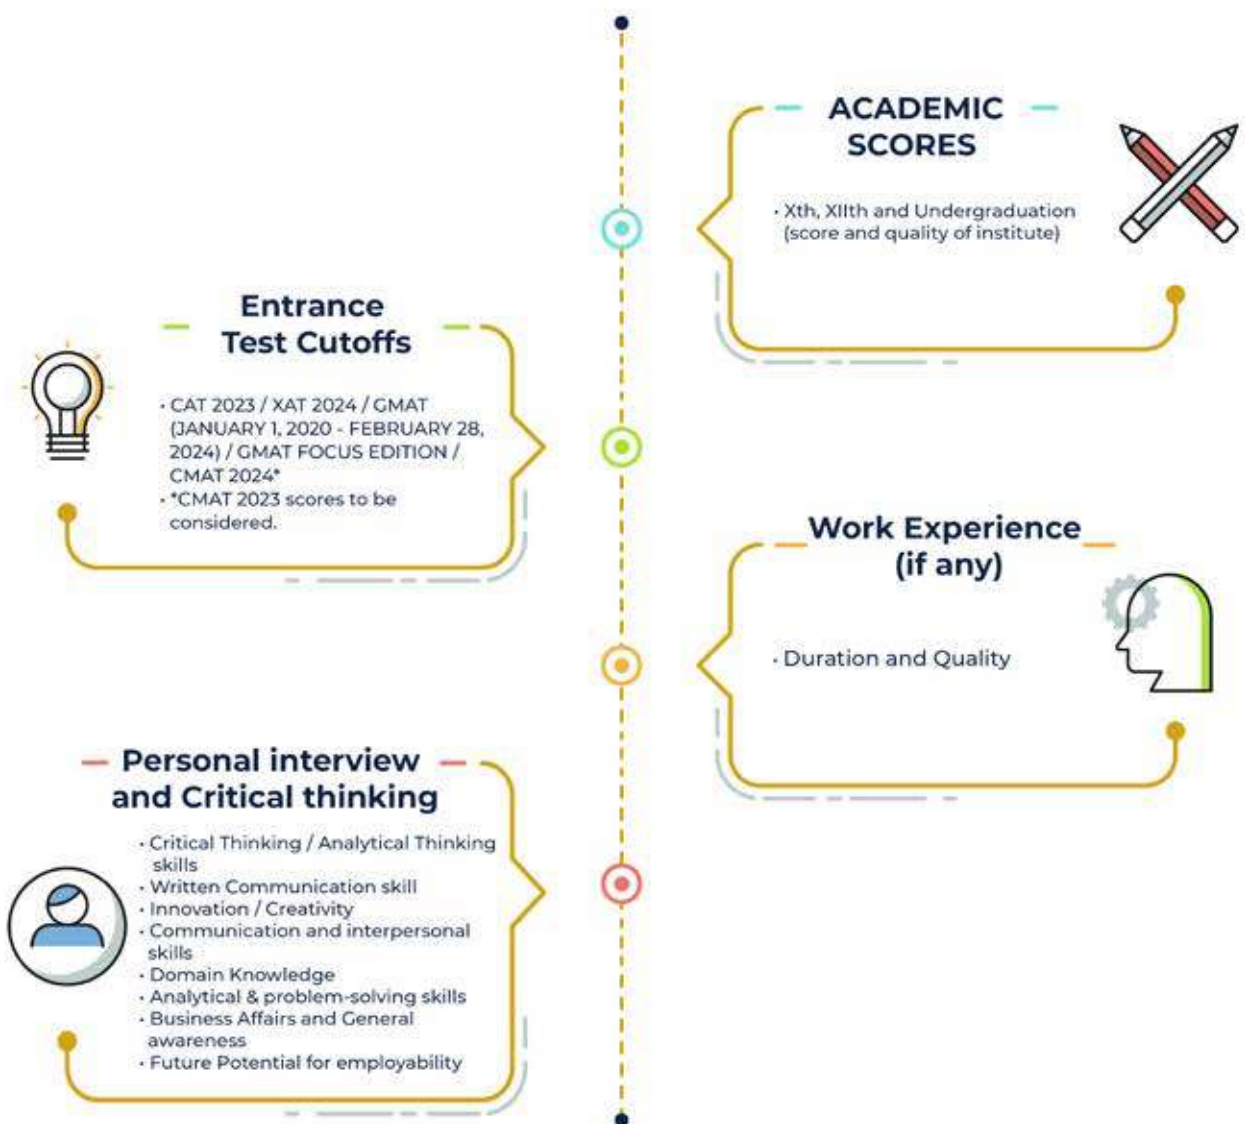 ACADEMIC
SCORES
• Xth, XIIth and Undergraduation
(score and quality of institute)
Entrance
Test Cutoffs
• CAT 2023 / XAT 2024 / GMAT
(JANUARY 1, 2020 - FEBRUARY 28,
2024) / GMAT FOCUS EDITION /
CMAT 2024*
• *CMAT 2023 scores to be
considered.
Work Experience
(if any)
• Duration and Quality
Personal interview
and Critical thinking
• Critical Thinking / Analytical Thinking
skills
• Written Communication skill
• Innovation / Creativity
• Communication and interpersonal
skills
• Domain Knowledge
• Analytical & problem-solving skills
• Business Affairs and General
awareness
• Future Potential for employability